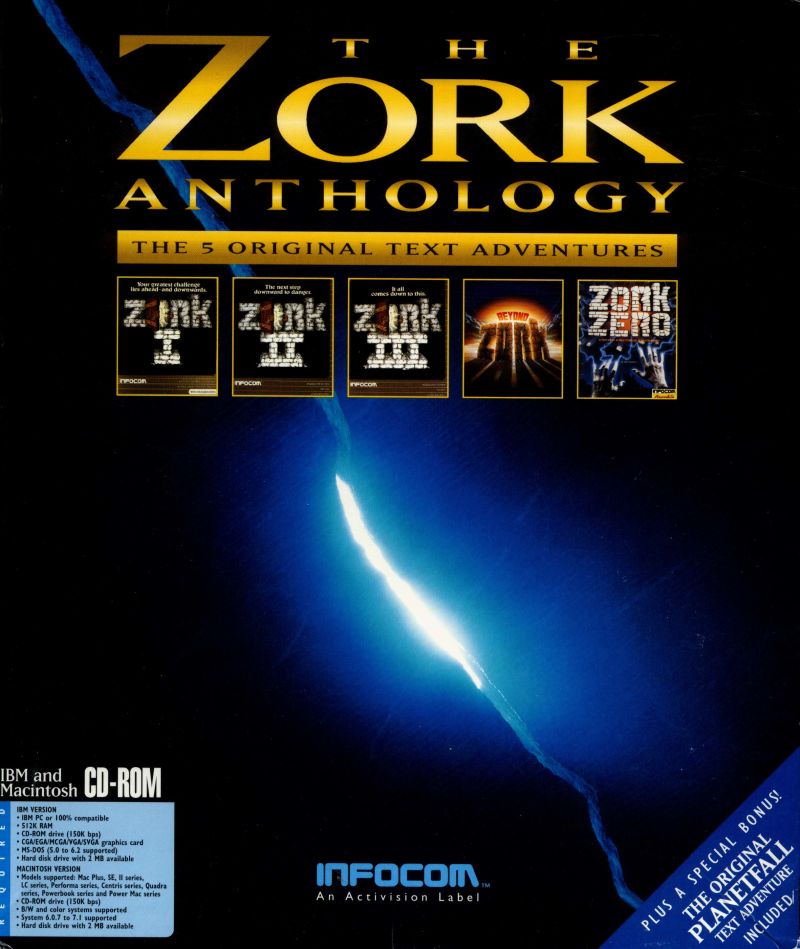 THE
ZORK
ANTHOLOGY
THE 5 ORIGINAL TEXT ADVENTURES
Your greatest challenge
lies ahead-and downwards.
ZORK
I
INFOCOM
The next step
downward to danger.
ZORK
II
INFOCOM
It all
comes down to this.
ZORK
III
INFOCOM
BEYOND
ZORK
ZORK
ZERO
INFOCOM
IBM and
Macintosh CD-ROM
REQUIRED
IBM VERSION
• IBM PC or 100% compatible
• 512K RAM
• CD-ROM drive (150K bps)
• CGA/EGA/MCGA/VGA/SVGA graphics card
• MS-DOS (5.0 to 6.2 supported)
• Hard disk drive with 2 MB available
MACINTOSH VERSION
• Models supported: Mac Plus, SE, II series,
LC series, Performa series, Centris series, Quadra
series, Powerbook series and Power Mac series
• CD-ROM drive (150K bps)
• B/W and color systems supported
• System 6.0.7 to 7.1 supported
• Hard disk drive with 2 MB available
INFOCOM™
An Activision Label
PLUS A SPECIAL BONUS!
THE ORIGINAL
PLANETFALL
TEXT ADVENTURE
INCLUDED!